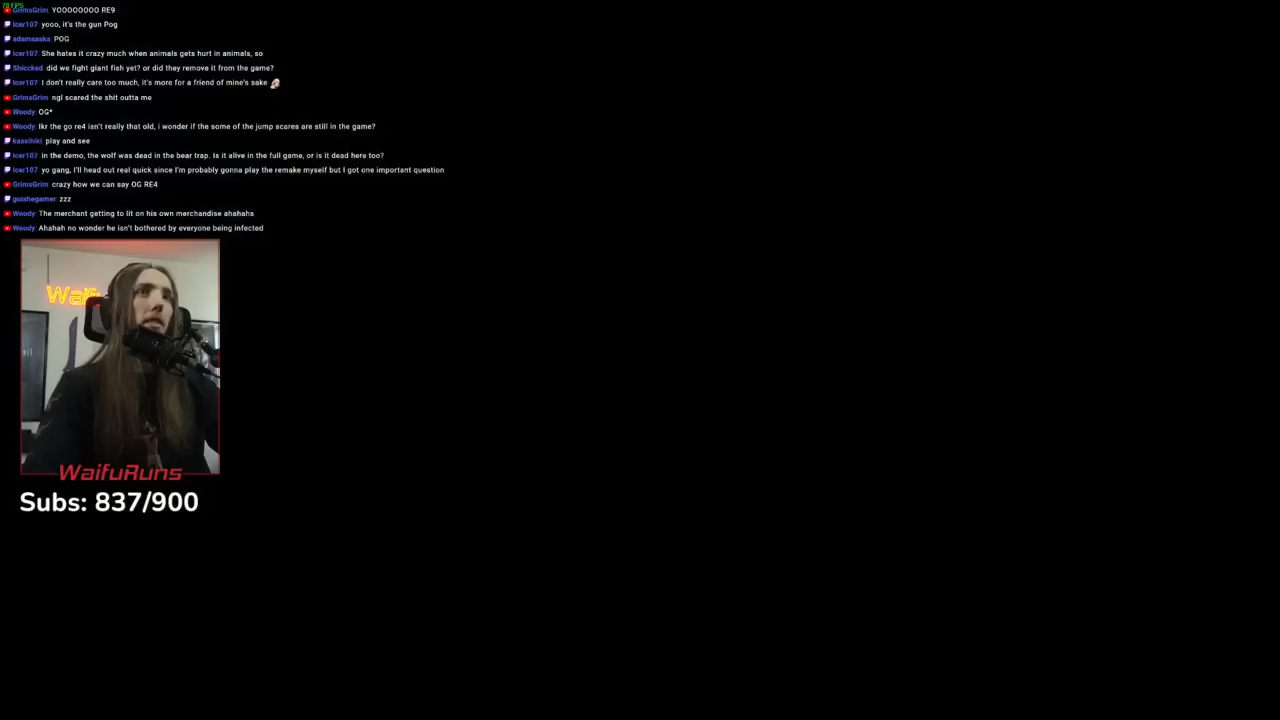 70 FPS
GrimsGrim YOOOOOOOO RE9
Icer107: yooo, it's the gun Pog
adamsaska: POG
Icer107: She hates it crazy much when animals gets hurt in animals, so
Shiccked: did we fight giant fish yet? or did they remove it from the game?
Icer107: I don't really care too much, it's more for a friend of mine's sake
GrimsGrim ngl scared the shit outta me
Woody: OG*
Woody: Ikr the go re4 isn't really that old, i wonder if the some of the jump scares are still in the game?
kassihiki: play and see
Icer107: in the demo, the wolf was dead in the bear trap. Is it alive in the full game, or is it dead here too?
Icer107: yo gang, I'll head out real quick since I'm probably gonna play the remake myself but I got one important question
GrimsGrim crazy how we can say OG RE4
guishegamer: zzz
Woody: The merchant getting to lit on his own merchandise ahahaha
Woody: Ahahah no wonder he isn't bothered by everyone being infected
Waifu
WaifuRuns
Subs: 837/900